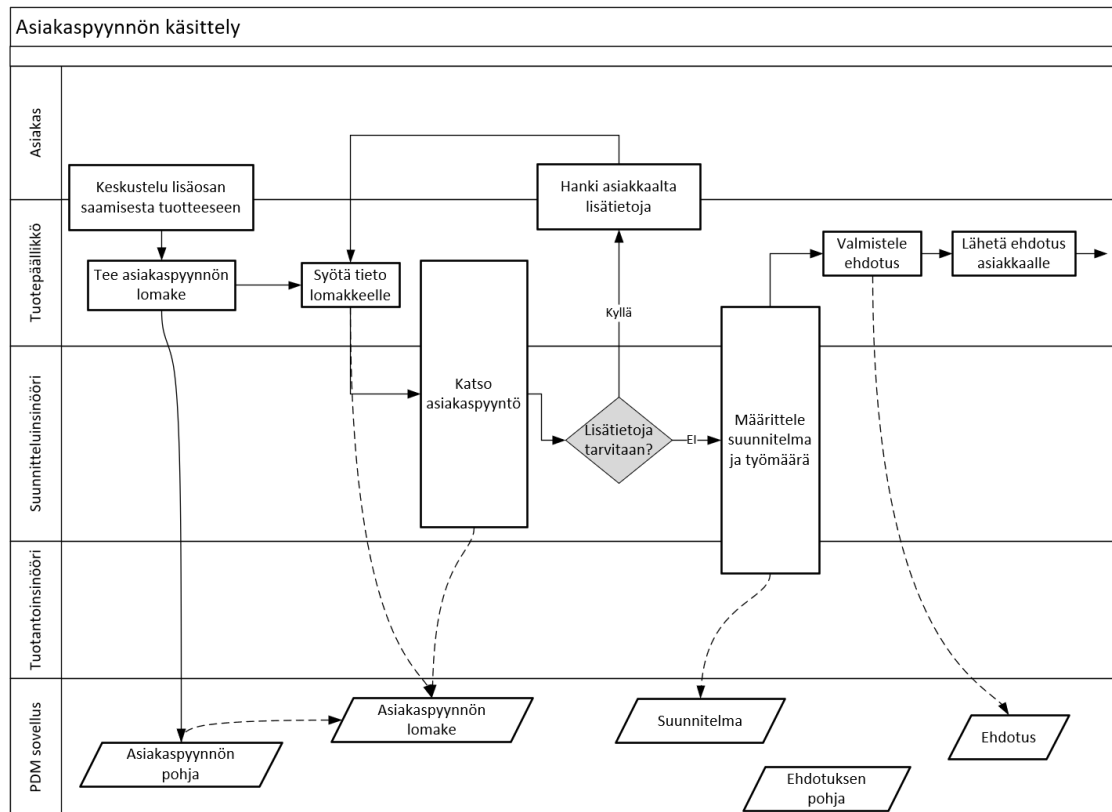 Asiakaspyynnön käsittely
Asiakas
Keskustelu lisäosan
saamisesta tuotteeseen
Hanki asiakkaalta
lisätietoja
Tuotepäällikkö
Tee asiakaspyynnön
lomake
Syötä tieto
lomakkeelle
Valmistele
ehdotus
Lähetä ehdotus
asiakkaalle
Kyllä
Suunnitteluinsinööri
Katso
asiakaspyyntö
Lisätietoja
tarvitaan?
EI
Määrittele
suunnitelma
ja työmäärä
Tuotantoinsinööri
PDM sovellus
Asiakaspyynnön
pohja
Asiakaspyynnön
lomake
Suunnitelma
Ehdotuksen
pohja
Ehdotus